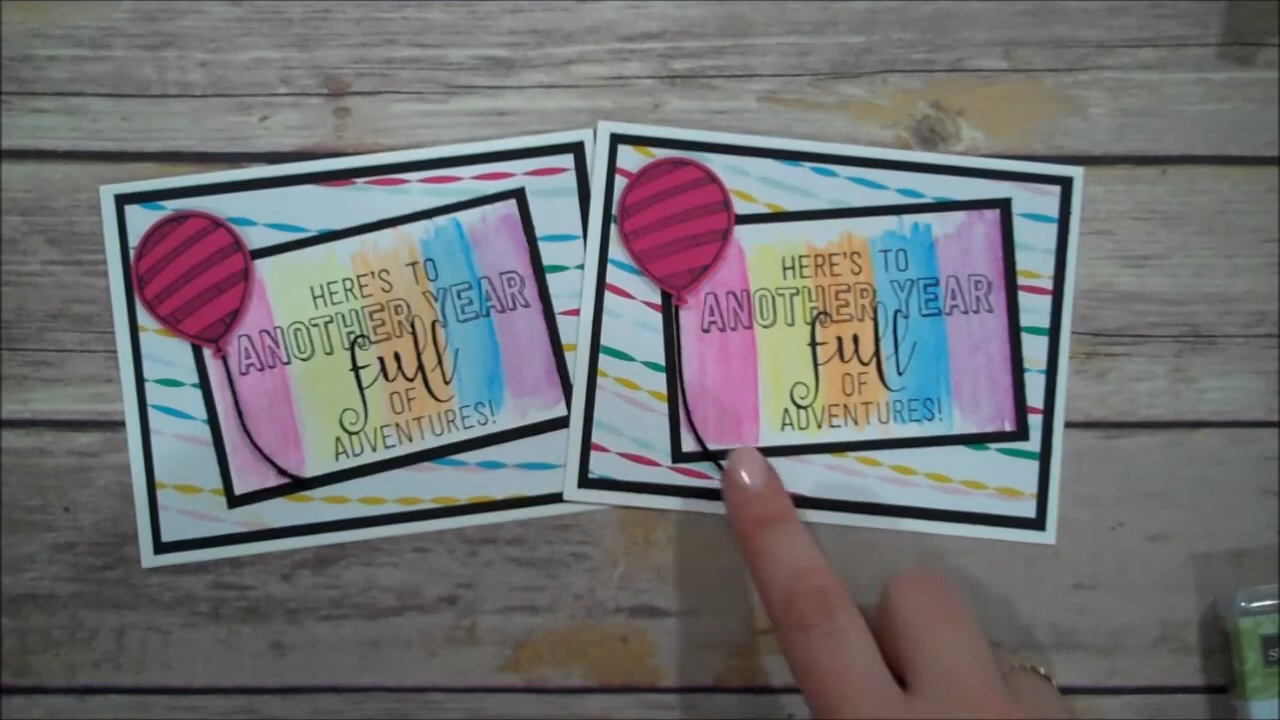 HERE'S TO
ANOTHER YEAR
full
OF
ADVENTURES!
HERE'S TO
ANOTHER YEAR
full
OF
ADVENTURES!